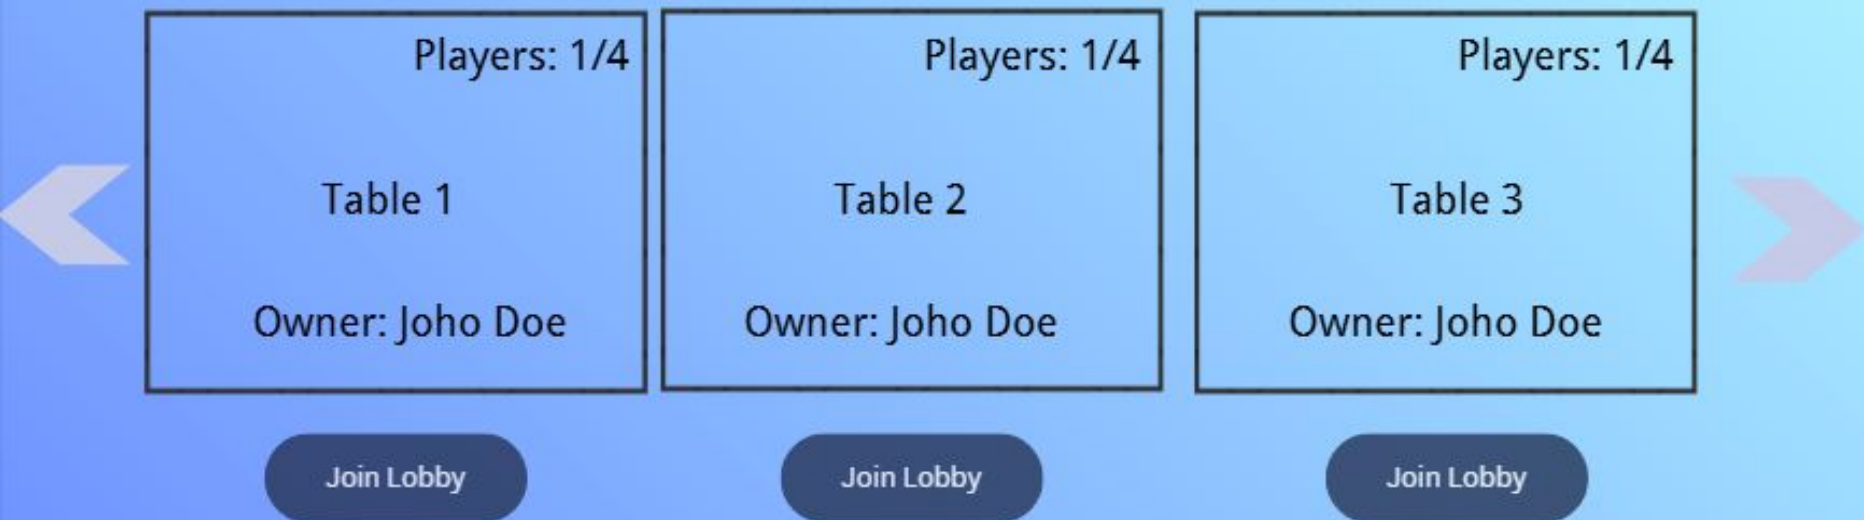 Players: 1/4
Table 1
Owner: Joho Doe
Join Lobby
Players: 1/4
Table 2
Owner: Joho Doe
Join Lobby
Players: 1/4
Table 3
Owner: Joho Doe
Join Lobby